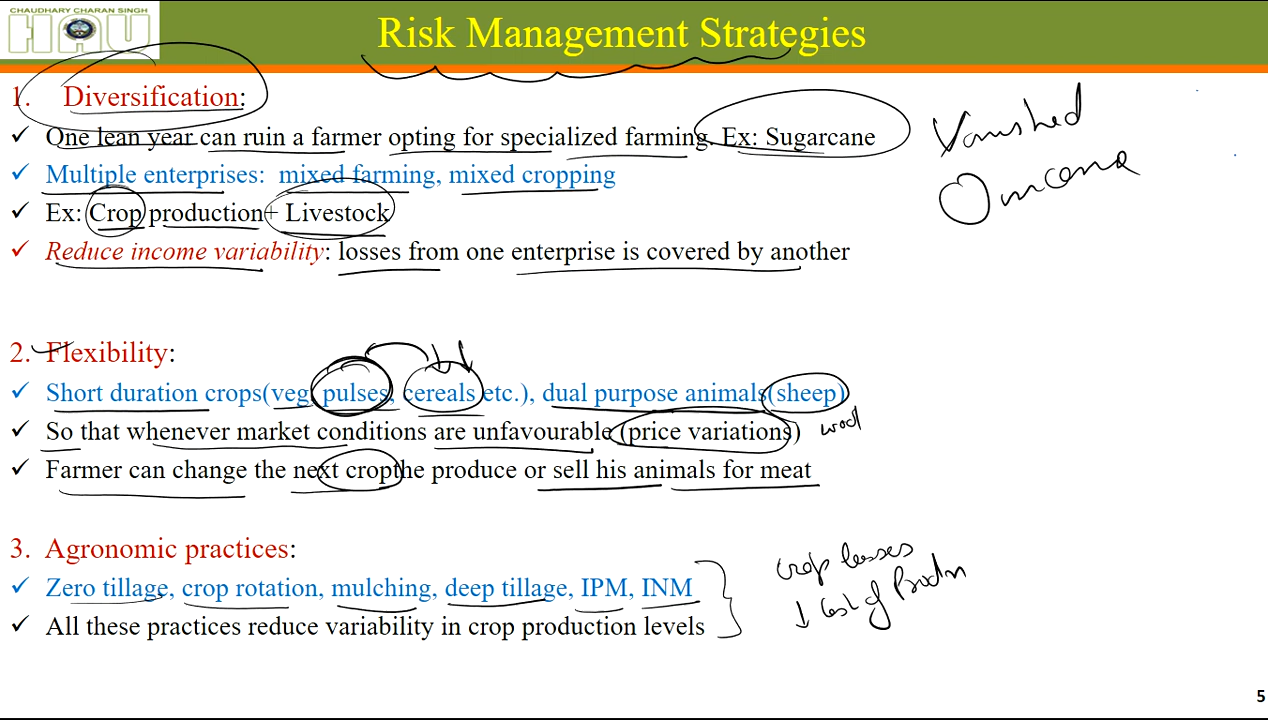 CHAUDHARY CHARAN SINGH
HAU
Risk Management Strategies
1. Diversification:
✓ One lean year can ruin a farmer opting for specialized farming. Ex: Sugarcane
✓ Multiple enterprises: mixed farming, mixed cropping
✓ Ex: Crop production+ Livestock
✓ Reduce income variability: losses from one enterprise is covered by another
2. Flexibility:
✓ Short duration crops(veg, pulses, cereals etc.), dual purpose animals(sheep)
wool
✓ So that whenever market conditions are unfavourable (price variations)
✓ Farmer can change the next cropthe produce or sell his animals for meat
3. Agronomic practices:
✓ Zero tillage, crop rotation, mulching, deep tillage, IPM, INM
✓ All these practices reduce variability in crop production levels
crop losses
↓ Cost of Prodn
5